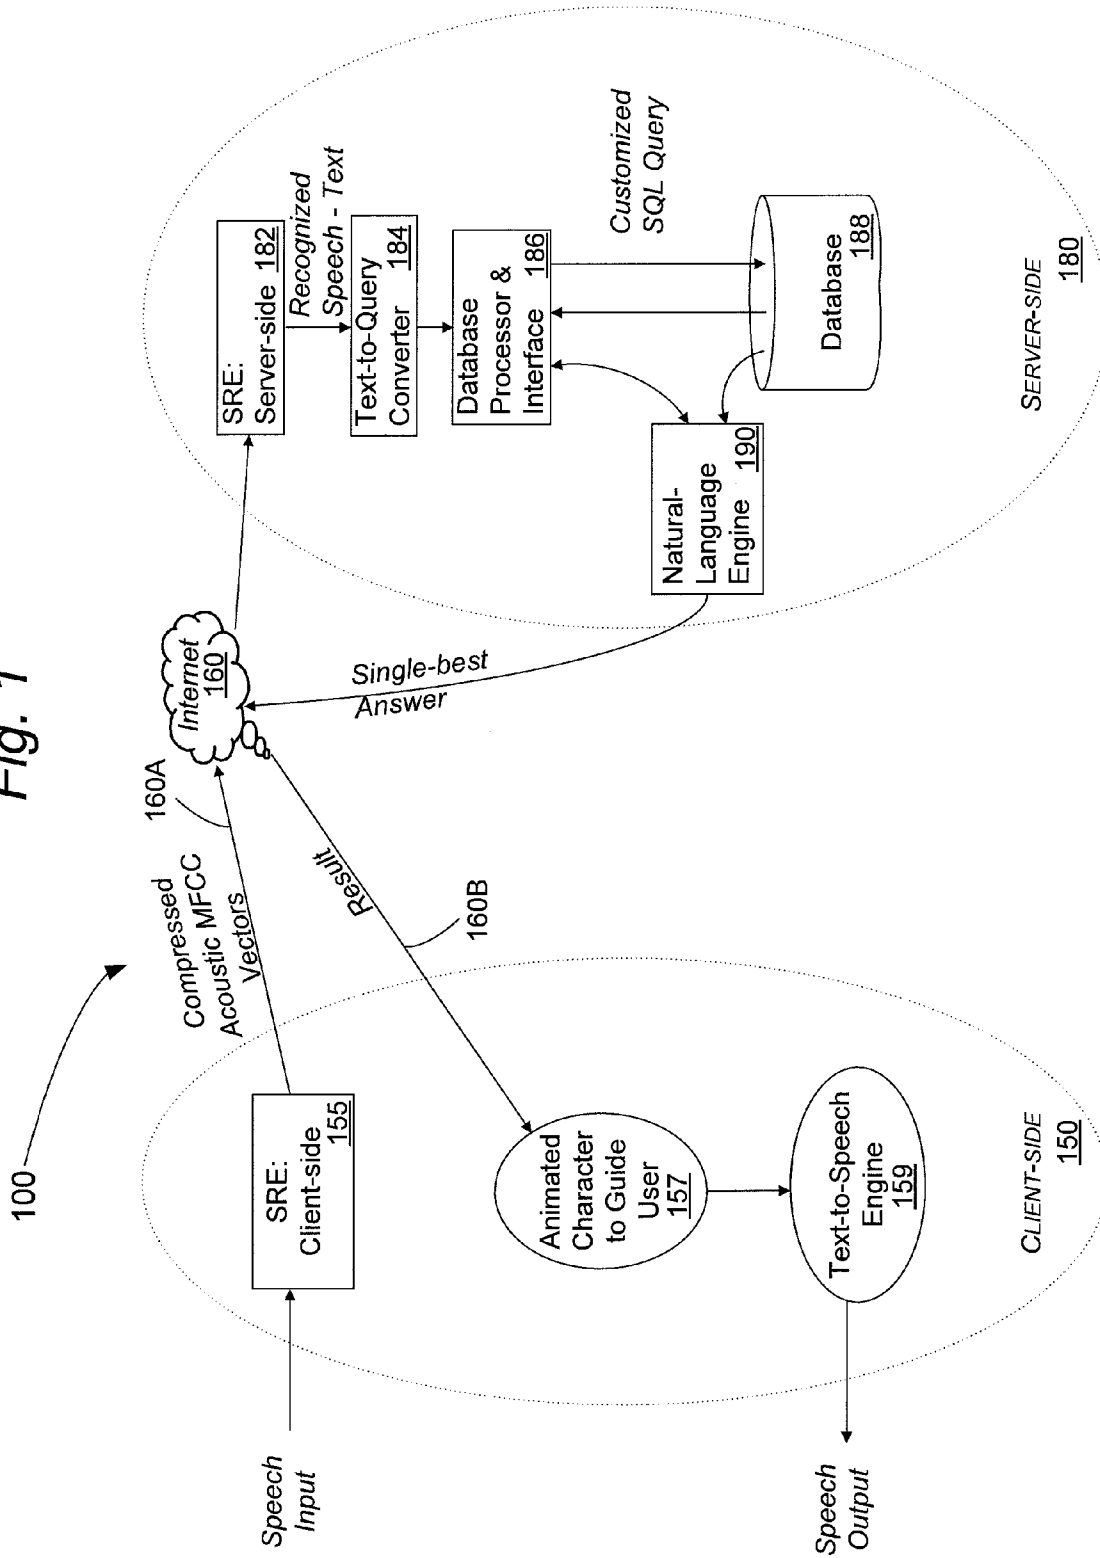 Fig. 1
100
Speech
Input
SRE:
Client-side 155
Compressed
Acoustic MFCC
Vectors
160A
Internet
160
Result
160B
Animated
Character
to Guide
User
157
Text-to-Speech
Engine
159
Speech
Output
CLIENT-SIDE
150
SRE:
Server-side 182
Recognized
Speech - Text
Text-to-Query
Converter 184
Database
Processor &
Interface 186
Customized
SQL Query
Database
188
Natural-
Language
Engine 190
Single-best
Answer
SERVER-SIDE
180